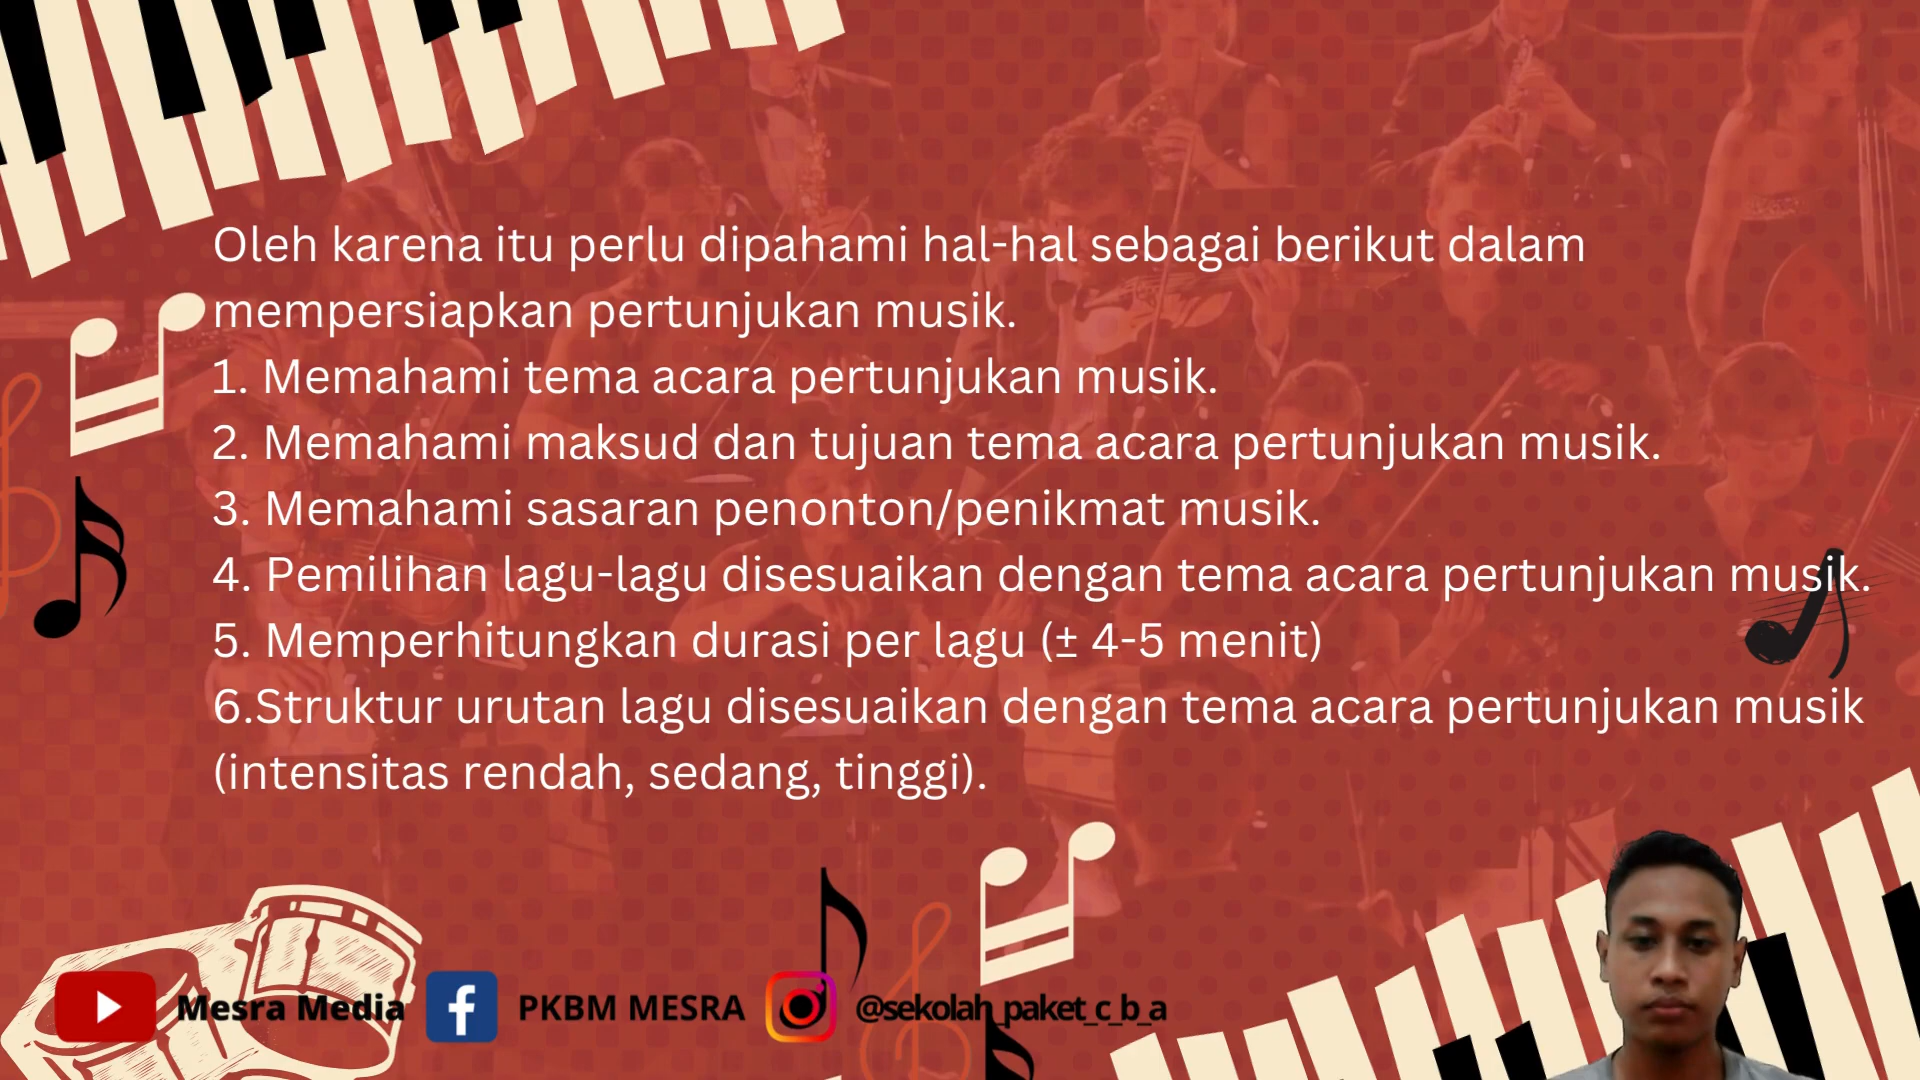 Oleh karena itu perlu dipahami hal-hal sebagai berikut dalam
mempersiapkan pertunjukan musik.
1. Memahami tema acara pertunjukan musik.
2. Memahami maksud dan tujuan tema acara pertunjukan musik.
3. Memahami sasaran penonton/penikmat musik.
4. Pemilihan lagu-lagu disesuaikan dengan tema acara pertunjukan musik.
5. Memperhitungkan durasi per lagu (± 4-5 menit)
6.Struktur urutan lagu disesuaikan dengan tema acara pertunjukan musik
(intensitas rendah, sedang, tinggi).
Mesra Media PKBM MESRA @sekolah_paket_c_b_a